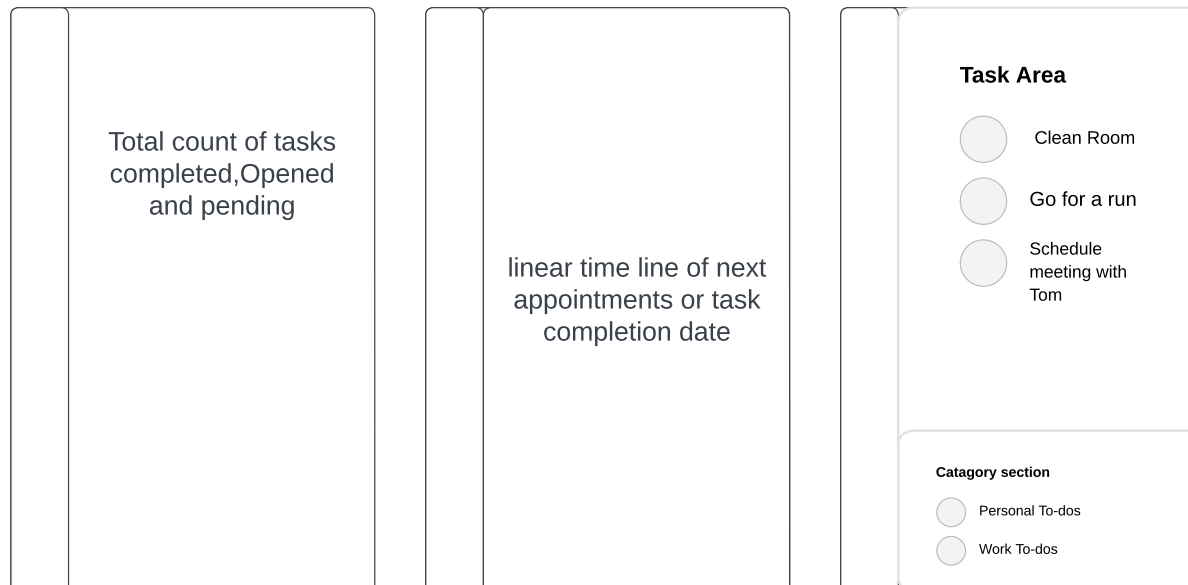 Total count of tasks
completed,Opened
and pending
linear time line of next
appointments or task
completion date
Task Area
Clean Room
Go for a run
Schedule
meeting with
Tom
Catagory section
Personal To-dos
Work To-dos